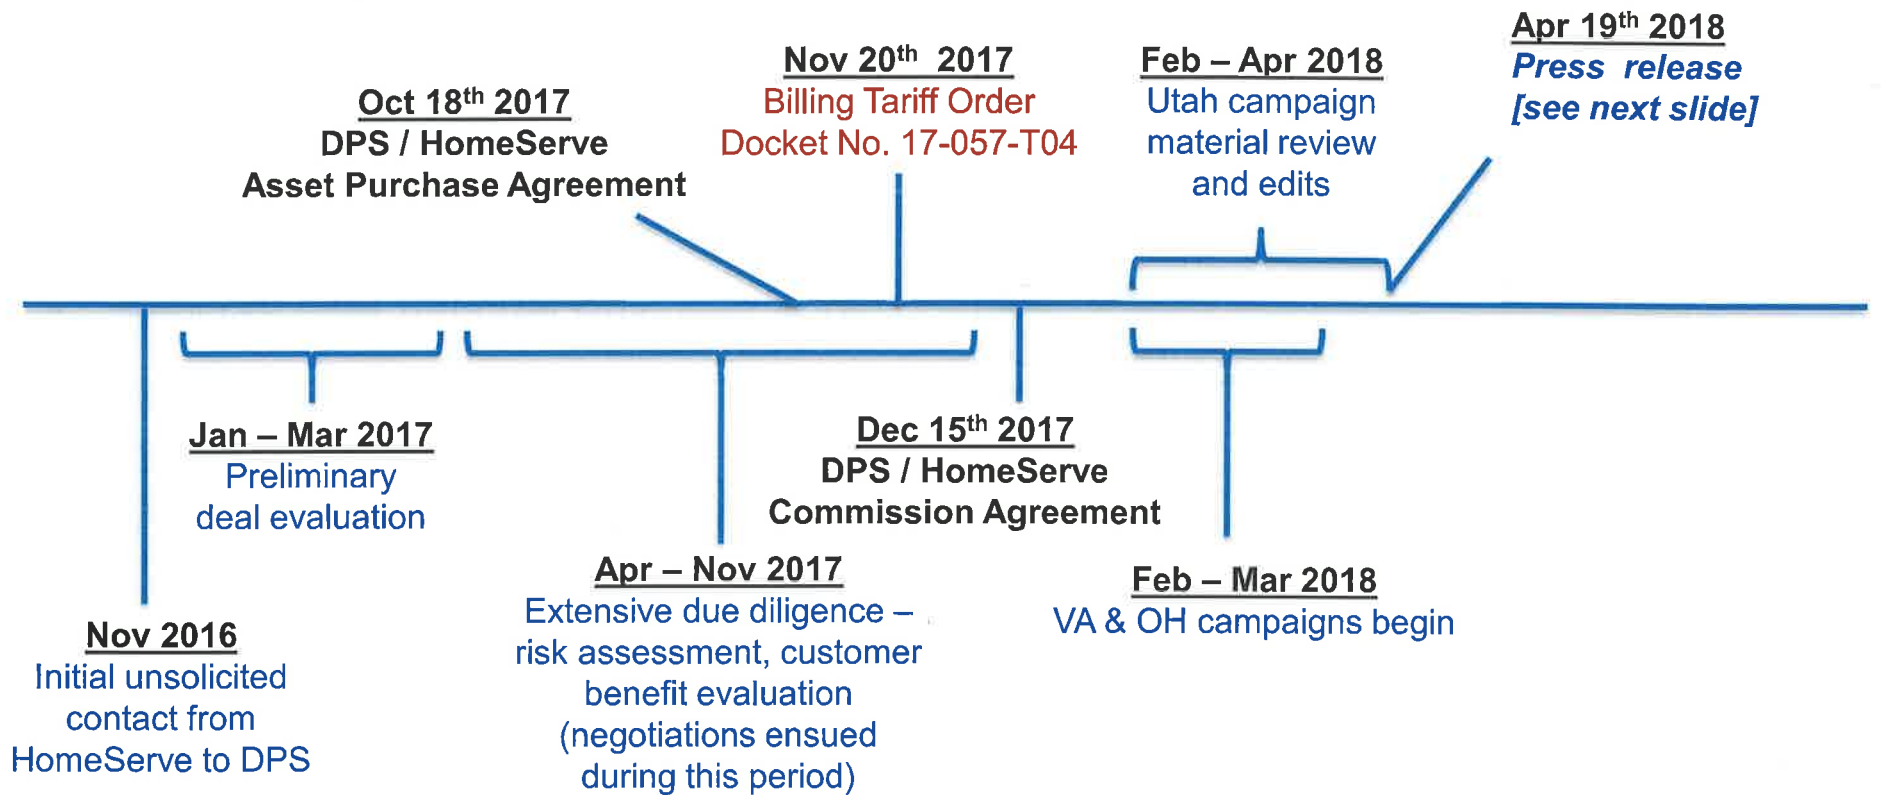 Oct 18th 2017
DPS / HomeServe
Asset Purchase Agreement
Nov 20th 2017
Billing Tariff Order
Docket No. 17-057-T04
Feb – Apr 2018
Utah campaign
material review
and edits
Apr 19th 2018
Press release
[see next slide]
Nov 2016
Initial unsolicited
contact from
HomeServe to DPS
Jan – Mar 2017
Preliminary
deal evaluation
Apr – Nov 2017
Extensive due diligence –
risk assessment, customer
benefit evaluation
(negotiations ensued
during this period)
Dec 15th 2017
DPS / HomeServe
Commission Agreement
Feb – Mar 2018
VA & OH campaigns begin